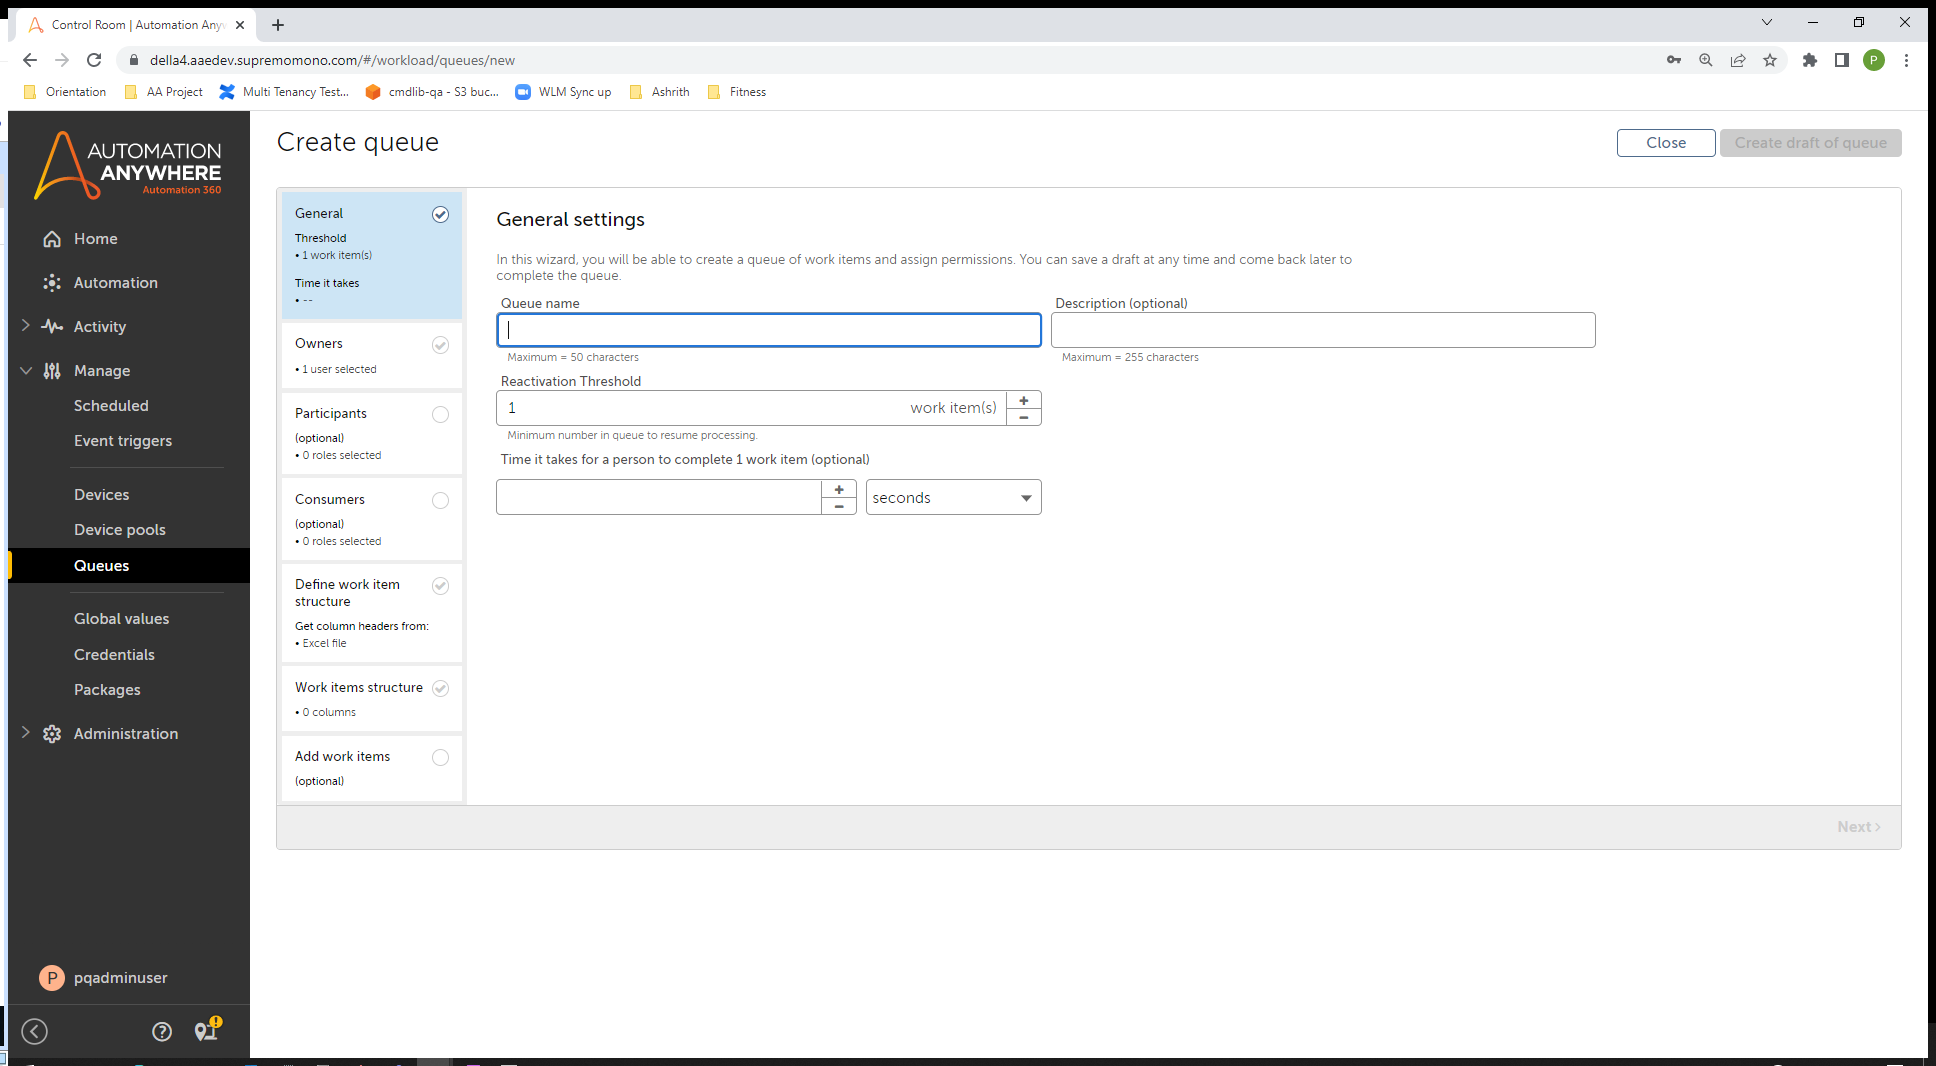 Control Room | Automation Any
della4.aaedev.supremomono.com/#/workload/queues/new
P
Orientation
AA Project
Multi Tenancy Test...
cmdlib-qa - S3 buc...
WLM Sync up
Ashrith
Fitness
AUTOMATION
ANYWHERE
Automation 360
Home
Automation
Activity
Manage
Scheduled
Event triggers
Devices
Device pools
Queues
Global values
Credentials
Packages
Administration
P pqadminuser
Create queue
Close
Create draft of queue
General
Threshold
• 1 work item(s)
Time it takes
• --
Owners
• 1 user selected
Participants
(optional)
• 0 roles selected
Consumers
(optional)
• 0 roles selected
Define work item
structure
Get column headers from:
• Excel file
Work items structure
• 0 columns
Add work items
(optional)
General settings
In this wizard, you will be able to create a queue of work items and assign permissions. You can save a draft at any time and come back later to
complete the queue.
Queue name
Maximum = 50 characters
Description (optional)
Maximum = 255 characters
Reactivation Threshold
1 work item(s)
Minimum number in queue to resume processing.
Time it takes for a person to complete 1 work item (optional)
seconds
Next >